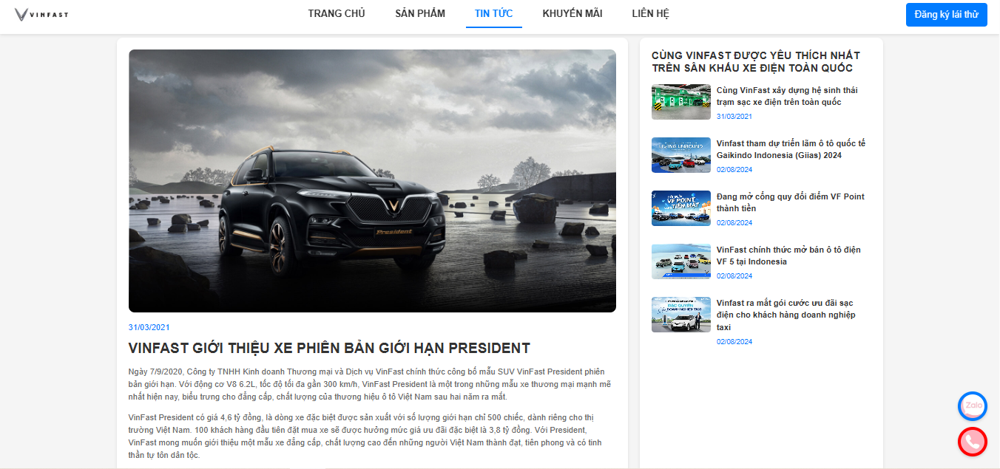 VINFAST
TRANG CHỦ
SẢN PHẨM
TIN TỨC
KHUYẾN MÃI
LIÊN HỆ
Đăng ký lái thử
President
31/03/2021
VINFAST GIỚI THIỆU XE PHIÊN BẢN GIỚI HẠN PRESIDENT
Ngày 7/9/2020, Công ty TNHH Kinh doanh Thương mại và Dịch vụ VinFast chính thức công bố mẫu SUV VinFast President phiên
bản giới hạn. Với động cơ V8 6.2L, tốc độ tối đa gần 300 km/h, VinFast President là một trong những mẫu xe thương mại mạnh mẽ
nhất hiện nay, biểu trưng cho đẳng cấp, chất lượng của thương hiệu ô tô Việt Nam sau hai năm ra mắt.
VinFast President có giá 4,6 tỷ đồng, là dòng xe đặc biệt được sản xuất với số lượng giới hạn chỉ 500 chiếc, dành riêng cho thị
trường Việt Nam. 100 khách hàng đầu tiên đặt mua xe sẽ được hưởng mức giá ưu đãi đặc biệt là 3,8 tỷ đồng. Với President,
VinFast mong muốn giới thiệu một mẫu xe đẳng cấp, chất lượng cao đến những người Việt Nam thành đạt, tiên phong và có tinh
thần tự tôn dân tộc.
CÙNG VINFAST ĐƯỢC YÊU THÍCH NHẤT
TRÊN SÂN KHẤU XE ĐIỆN TOÀN QUỐC
Cùng VinFast xây dựng hệ sinh thái
trạm sạc xe điện trên toàn quốc
31/03/2021
Vinfast tham dự triển lãm ô tô quốc tế
Gaikindo Indonesia (Giias) 2024
02/08/2024
VF POINT
TIỀN MẶT
Đang mở cổng quy đổi điểm VF Point
thành tiền
02/08/2024
VinFast chính thức mở bán ô tô điện
VF 5 tại Indonesia
02/08/2024
ĐẶC QUYỀN
Vinfast ra mắt gói cước ưu đãi sạc
điện cho khách hàng doanh nghiệp
taxi
02/08/2024
Zalo